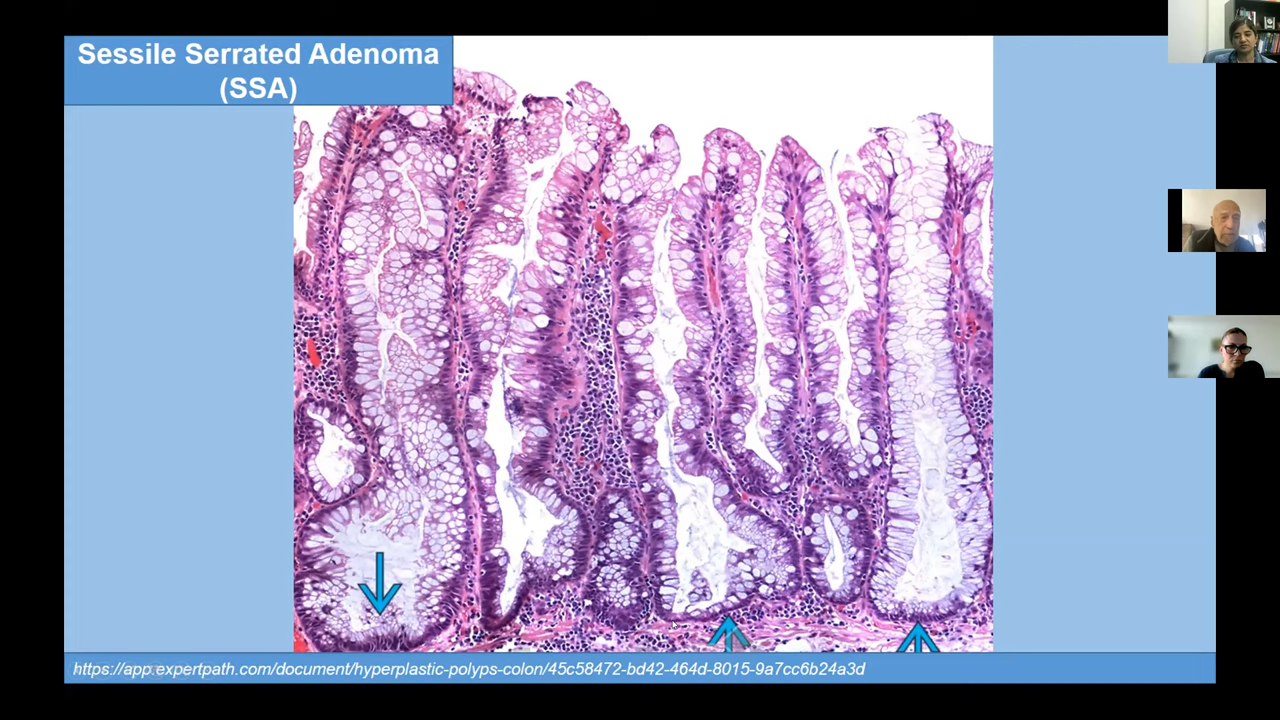 Sessile Serrated Adenoma
(SSA)
https://app.expertpath.com/document/hyperplastic-polyps-colon/45c58472-bd42-464d-8015-9a7cc6b24a3d